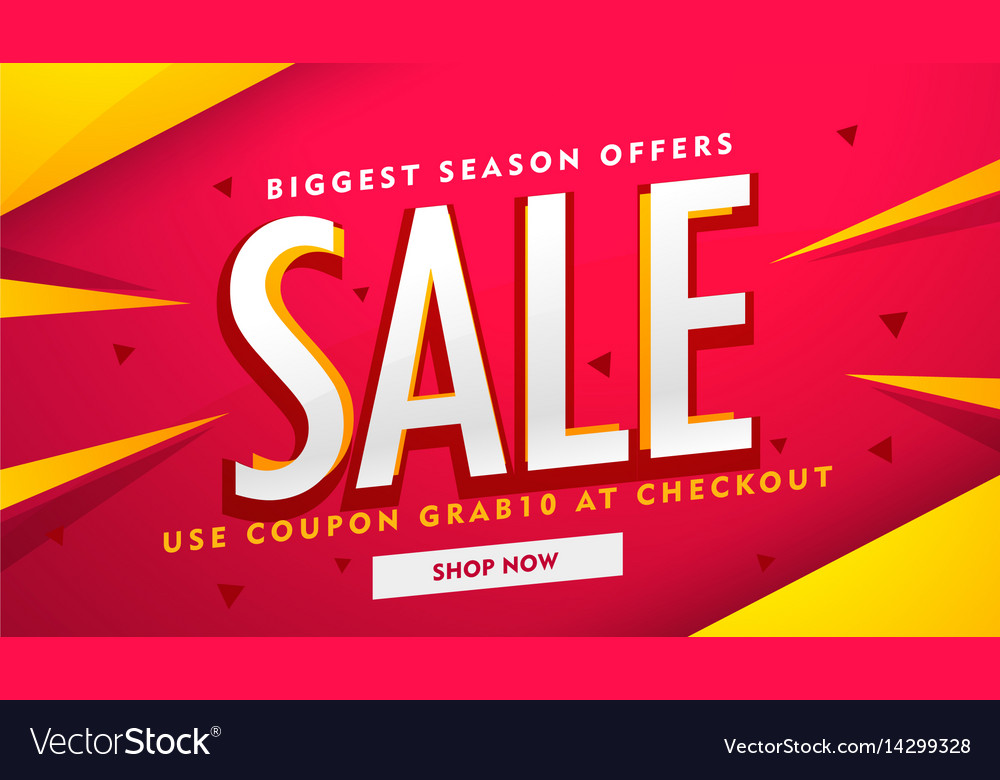 BIGGEST SEASON OFFERS
SALE
USE COUPON GRAB10 AT CHECKOUT
SHOP NOW
VectorStock®
VectorStock.com/14299328